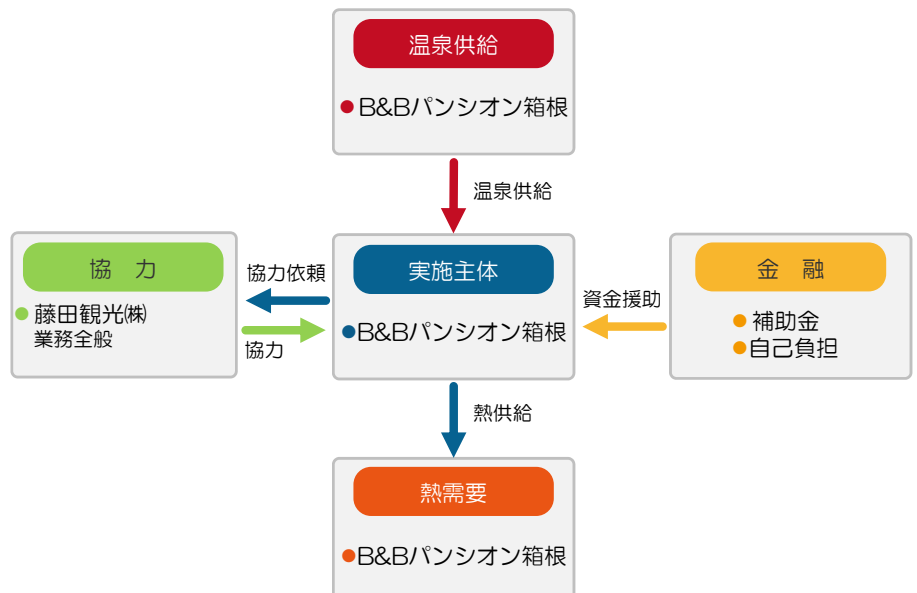 温泉供給
●B&Bパンシオン箱根
温泉供給
協　力
●藤田観光㈱
業務全般
協力依頼
協力
実施主体
●B&Bパンシオン箱根
資金援助
金　融
●補助金
●自己負担
熱供給
熱需要
●B&Bパンシオン箱根